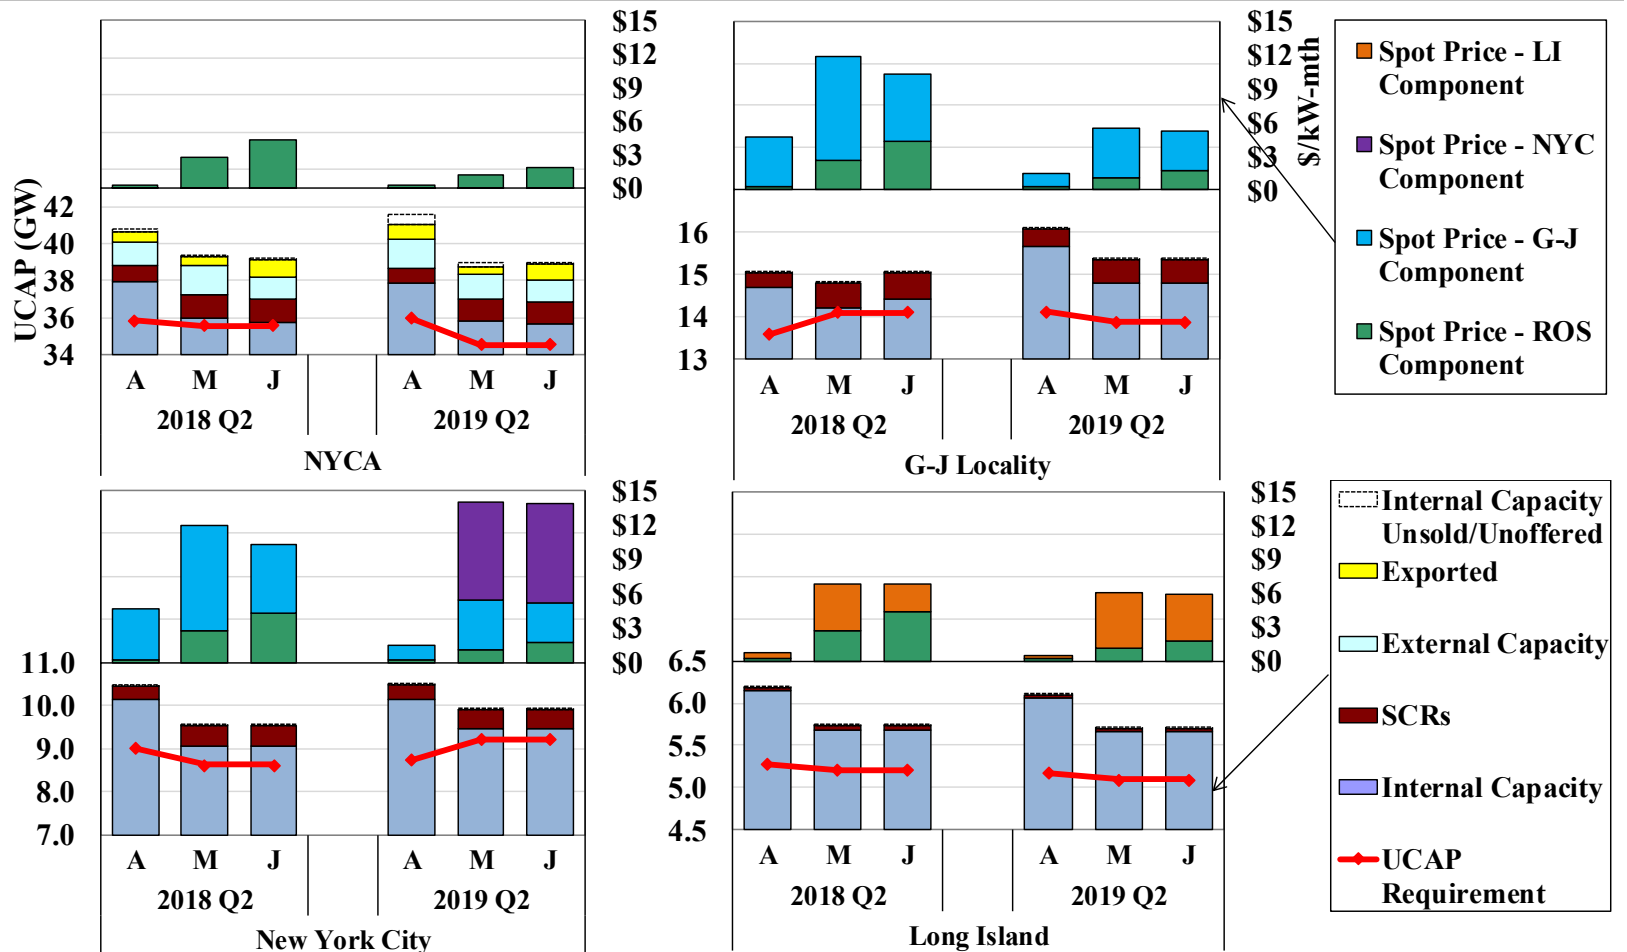 $15
$12
$9
$6
$3
$0
UCAP (GW)
42
40
38
36
34
A M J A M J
2018 Q2 2019 Q2
NYCA
$15
$12
$9
$6
$3
$0
$/kW-mth
16
15
14
13
A M J A M J
2018 Q2 2019 Q2
G-J Locality
Spot Price - LI
Component
Spot Price - NYC
Component
Spot Price - G-J
Component
Spot Price - ROS
Component
$15
$12
$9
$6
$3
$0
11.0
10.0
9.0
8.0
7.0
A M J A M J
2018 Q2 2019 Q2
New York City
$15
$12
$9
$6
$3
$0
6.5
6.0
5.5
5.0
4.5
A M J A M J
2018 Q2 2019 Q2
Long Island
Internal Capacity
Unsold/Unoffered
Exported
External Capacity
SCRs
Internal Capacity
UCAP
Requirement